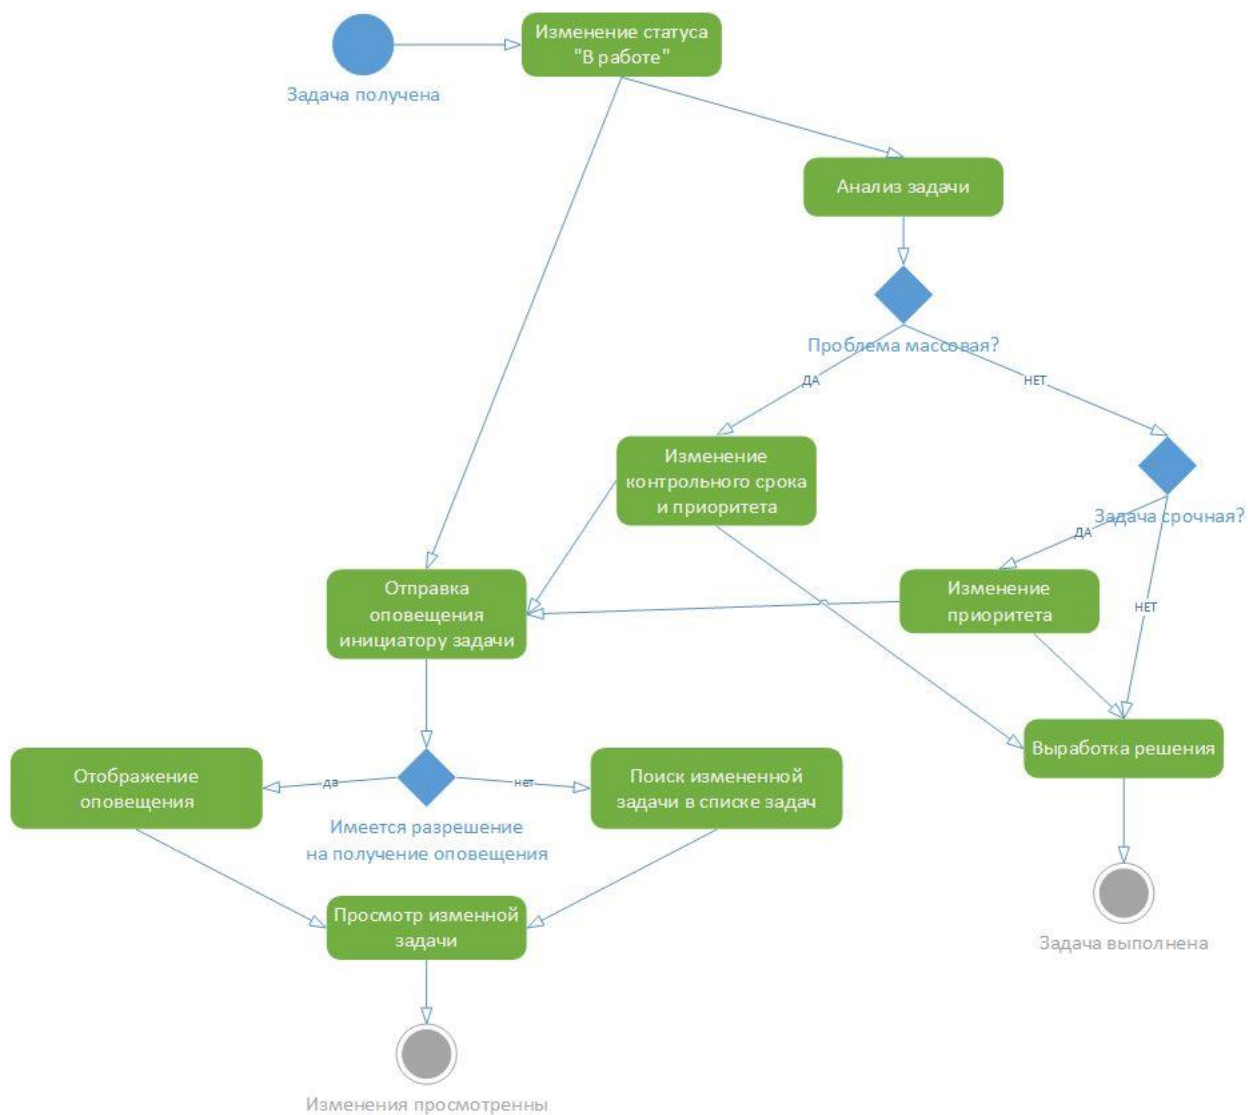 Изменение статуса
"В работе"
Задача получена
Анализ задачи
Проблема массовая?
ДА
НЕТ
Изменение
контрольного срока
и приоритета
Задача срочная?
ДА
НЕТ
Отправка
оповещения
инициатору задачи
Изменение
приоритета
Выработка решения
Отображение
оповещения
да
нет
Поиск измененной
задачи в списке задач
Имеется разрешение
на получение оповещения
Просмотр изменной
задачи
Задача выполнена
Изменения просмотренны